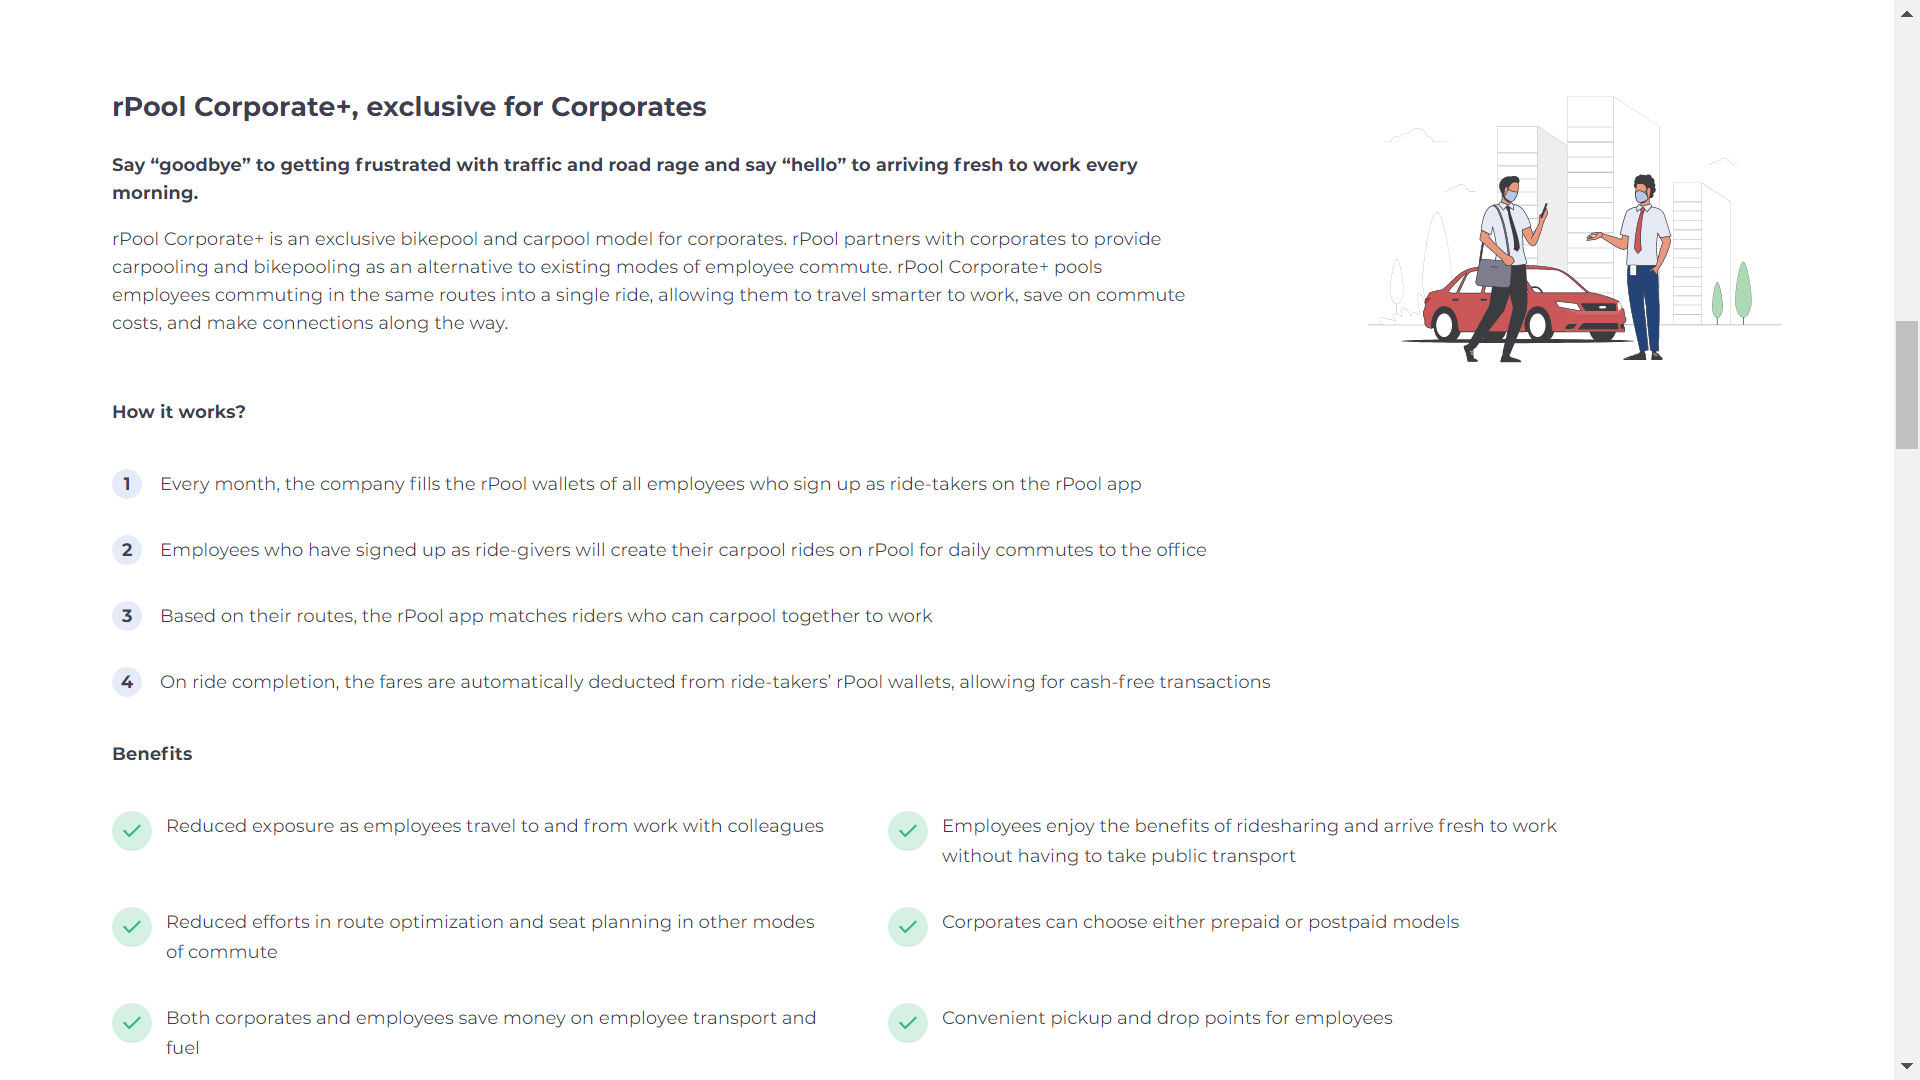 rPool Corporate+, exclusive for Corporates
Say “goodbye” to getting frustrated with traffic and road rage and say “hello” to arriving fresh to work every
morning.
rPool Corporate+ is an exclusive bikepool and carpool model for corporates. rPool partners with corporates to provide
carpooling and bikepooling as an alternative to existing modes of employee commute. rPool Corporate+ pools
employees commuting in the same routes into a single ride, allowing them to travel smarter to work, save on commute
costs, and make connections along the way.
How it works?
1 Every month, the company fills the rPool wallets of all employees who sign up as ride-takers on the rPool app
2 Employees who have signed up as ride-givers will create their carpool rides on rPool for daily commutes to the office
3 Based on their routes, the rPool app matches riders who can carpool together to work
4 On ride completion, the fares are automatically deducted from ride-takers’ rPool wallets, allowing for cash-free transactions
Benefits
Reduced exposure as employees travel to and from work with colleagues
Employees enjoy the benefits of ridesharing and arrive fresh to work
without having to take public transport
Reduced efforts in route optimization and seat planning in other modes
of commute
Corporates can choose either prepaid or postpaid models
Both corporates and employees save money on employee transport and
fuel
Convenient pickup and drop points for employees